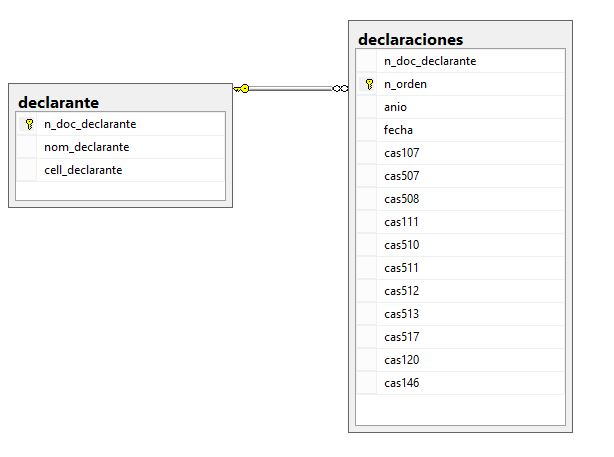 declarante
n_doc_declarante
nom_declarante
cell_declarante
declaraciones
n_doc_declarante
n_orden
anio
fecha
cas107
cas507
cas508
cas111
cas510
cas511
cas512
cas513
cas517
cas120
cas146